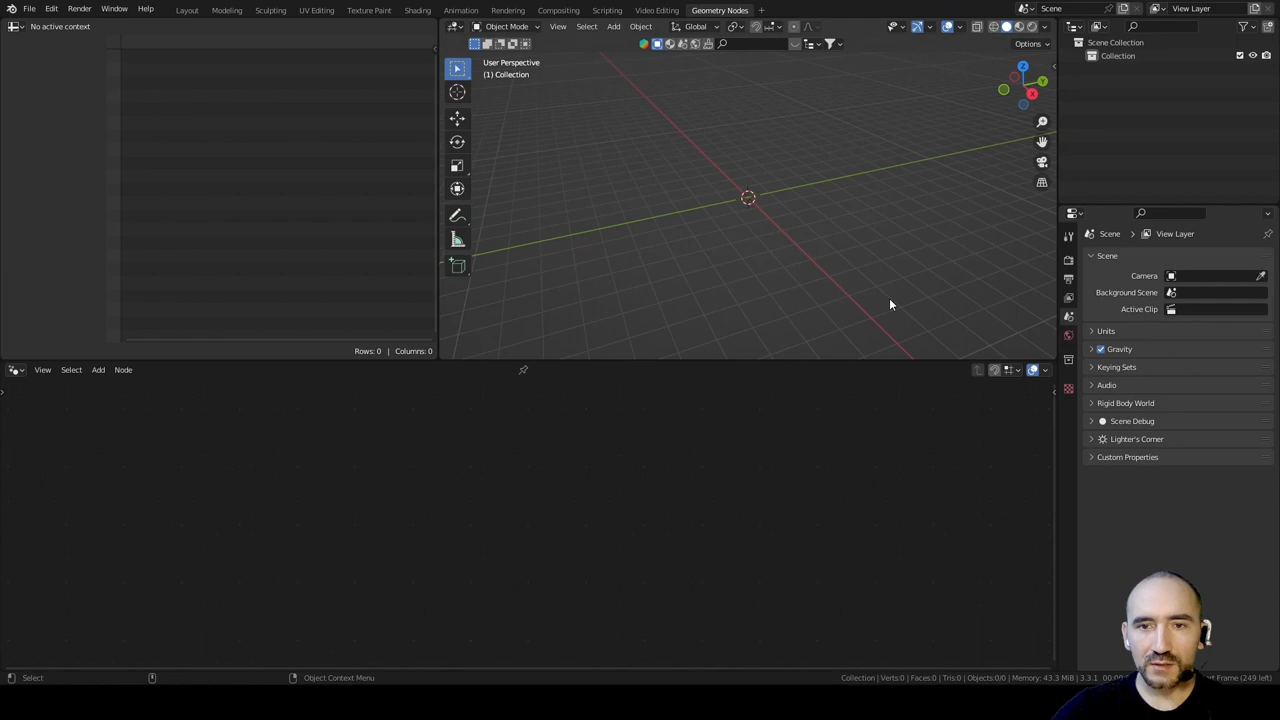 File Edit Render Window Help Layout Modeling Sculpting UV Editing Texture Paint Shading Animation Rendering Compositing Scripting Video Editing Geometry Nodes + Scene View Layer
No active context
Object Mode View Select Add Object Global
Options
User Perspective
(1) Collection
Z
Y
X
Scene Collection
Collection
Scene View Layer
Scene
Camera
Background Scene
Active Clip
Units
Gravity
Keying Sets
Audio
Rigid Body World
Scene Debug
Lighter's Corner
Custom Properties
Rows: 0 | Columns: 0
View Select Add Node
Select
Object Context Menu
Collection | Verts:0 | Faces:0 | Tris:0 | Objects:0/0 | Memory: 43.3 MiB | 3.3.1
Frame (249 left)